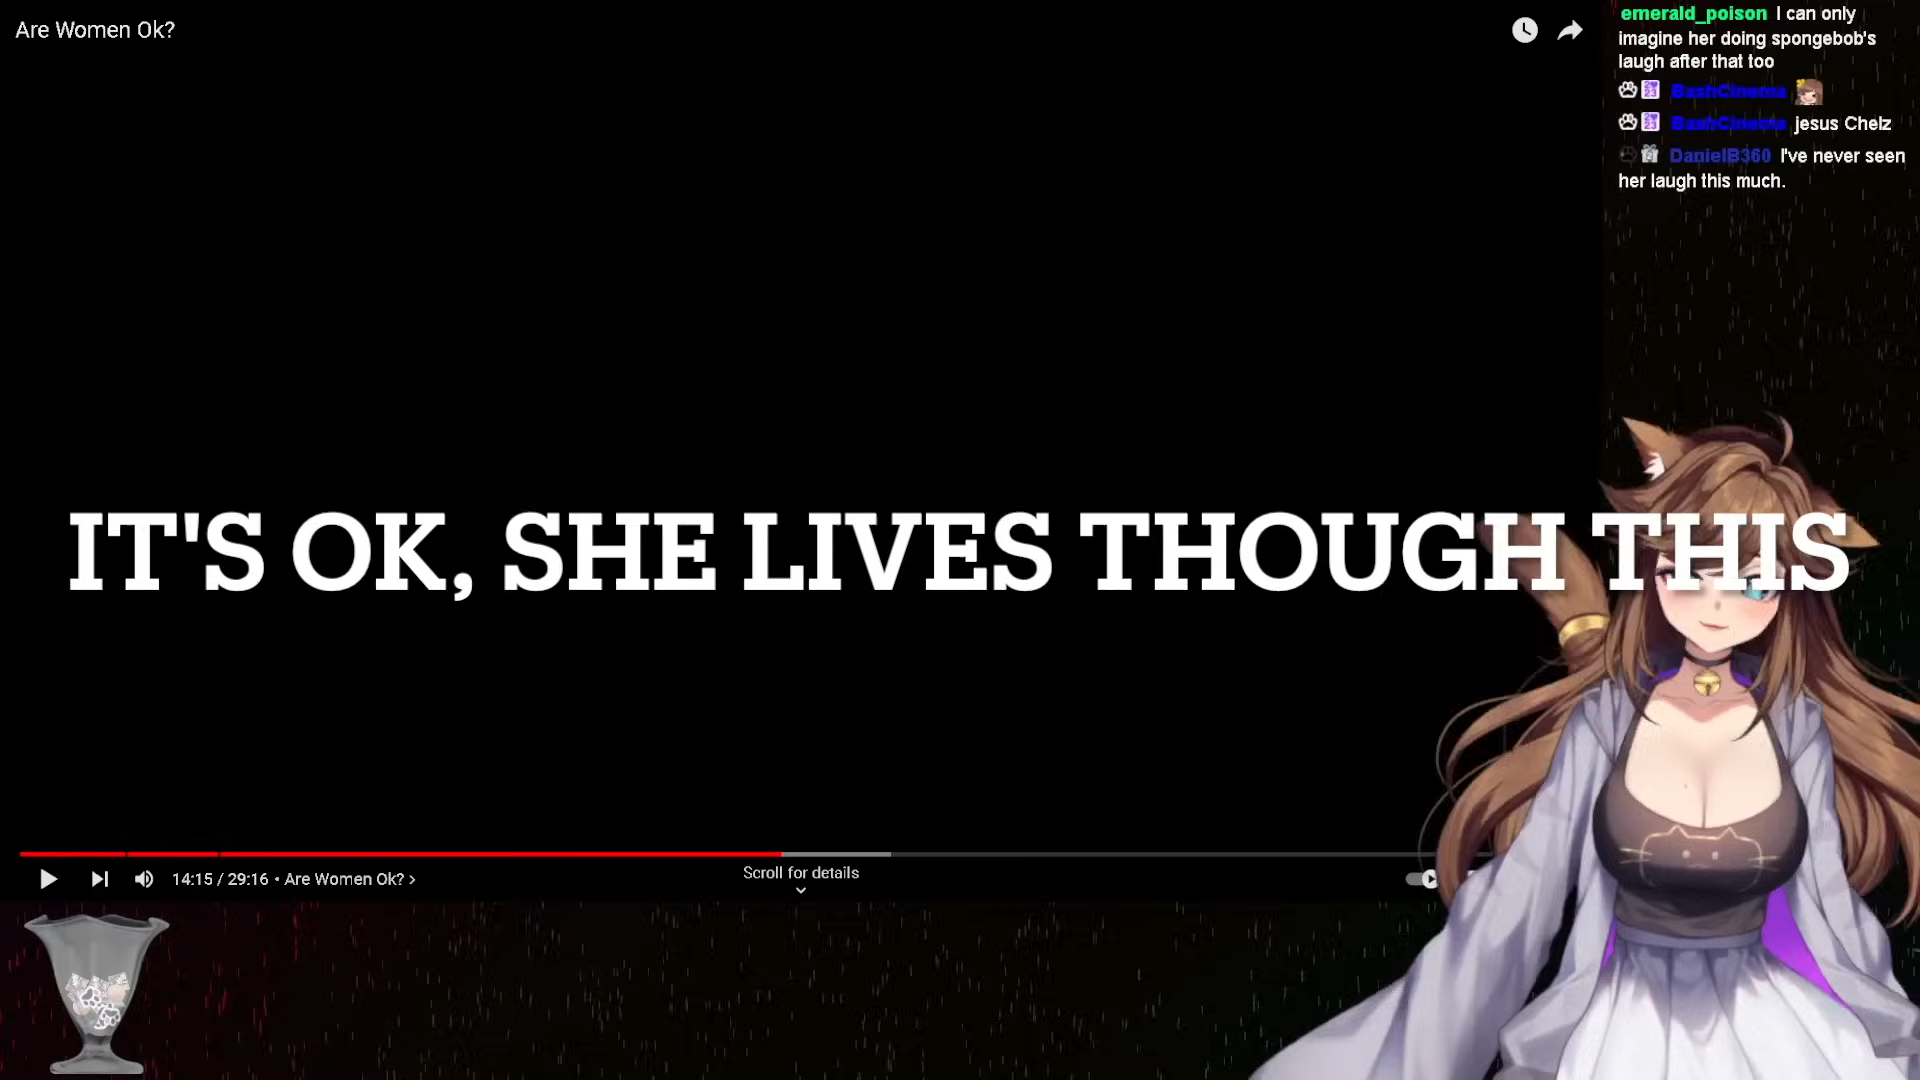 Are Women Ok?
emerald_poison I can only
imagine her doing spongebob's
laugh after that too
BashCinema
BashCinema jesus Chelz
DanielB360 I've never seen
her laugh this much.
IT'S OK, SHE LIVES THOUGH THIS
14:15 / 29:16 • Are Women Ok? ›
Scroll for details